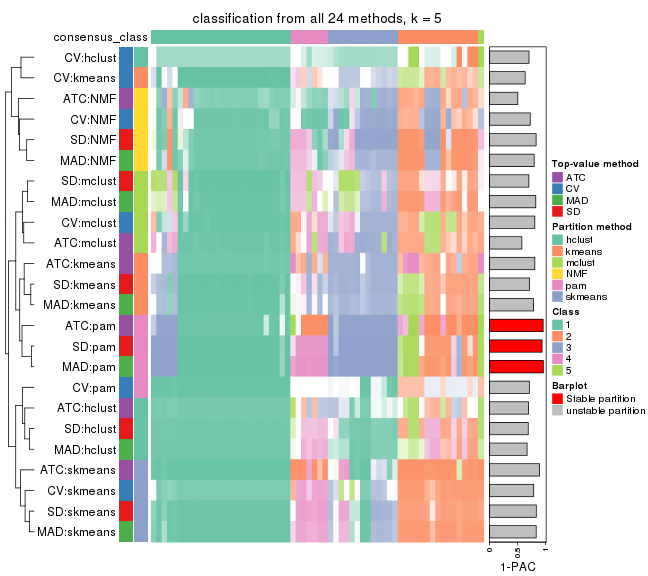 classification from all 24 methods, k = 5
consensus_class
CV:hclust
CV:kmeans
ATC:NMF
CV:NMF
SD:NMF
MAD:NMF
SD:mclust
MAD:mclust
CV:mclust
ATC:mclust
ATC:kmeans
SD:kmeans
MAD:kmeans
ATC:pam
SD:pam
MAD:pam
CV:pam
ATC:hclust
SD:hclust
MAD:hclust
ATC:skmeans
CV:skmeans
SD:skmeans
MAD:skmeans
0
0.5
1
1-PAC
Top-value method
ATC
CV
MAD
SD
Partition method
hclust
kmeans
mclust
NMF
pam
skmeans
Class
1
2
3
4
5
Barplot
Stable partition
unstable partition